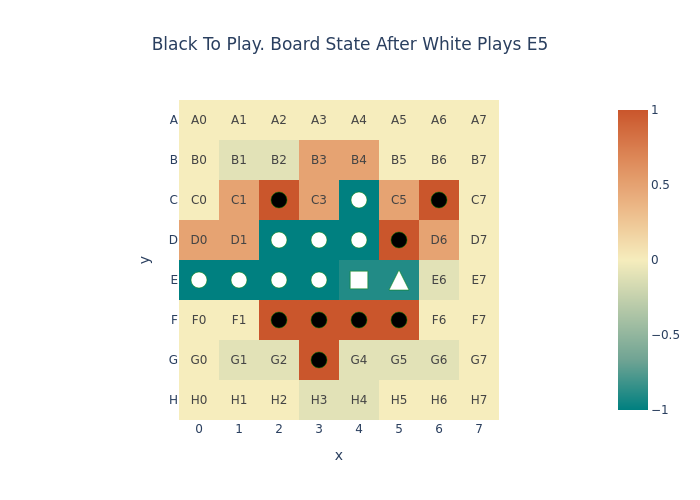 Black To Play. Board State After White Plays E5
A A0 A1 A2 A3 A4 A5 A6 A7
B B0 B1 B2 B3 B4 B5 B6 B7
C C0 C1 C3 C5 C7
D D0 D1 D6 D7
E E6 E7
F F0 F1 F6 F7
G G0 G1 G2 G4 G5 G6 G7
H H0 H1 H2 H3 H4 H5 H6 H7
0 1 2 3 4 5 6 7
x
y
1
0.5
0
−0.5
−1